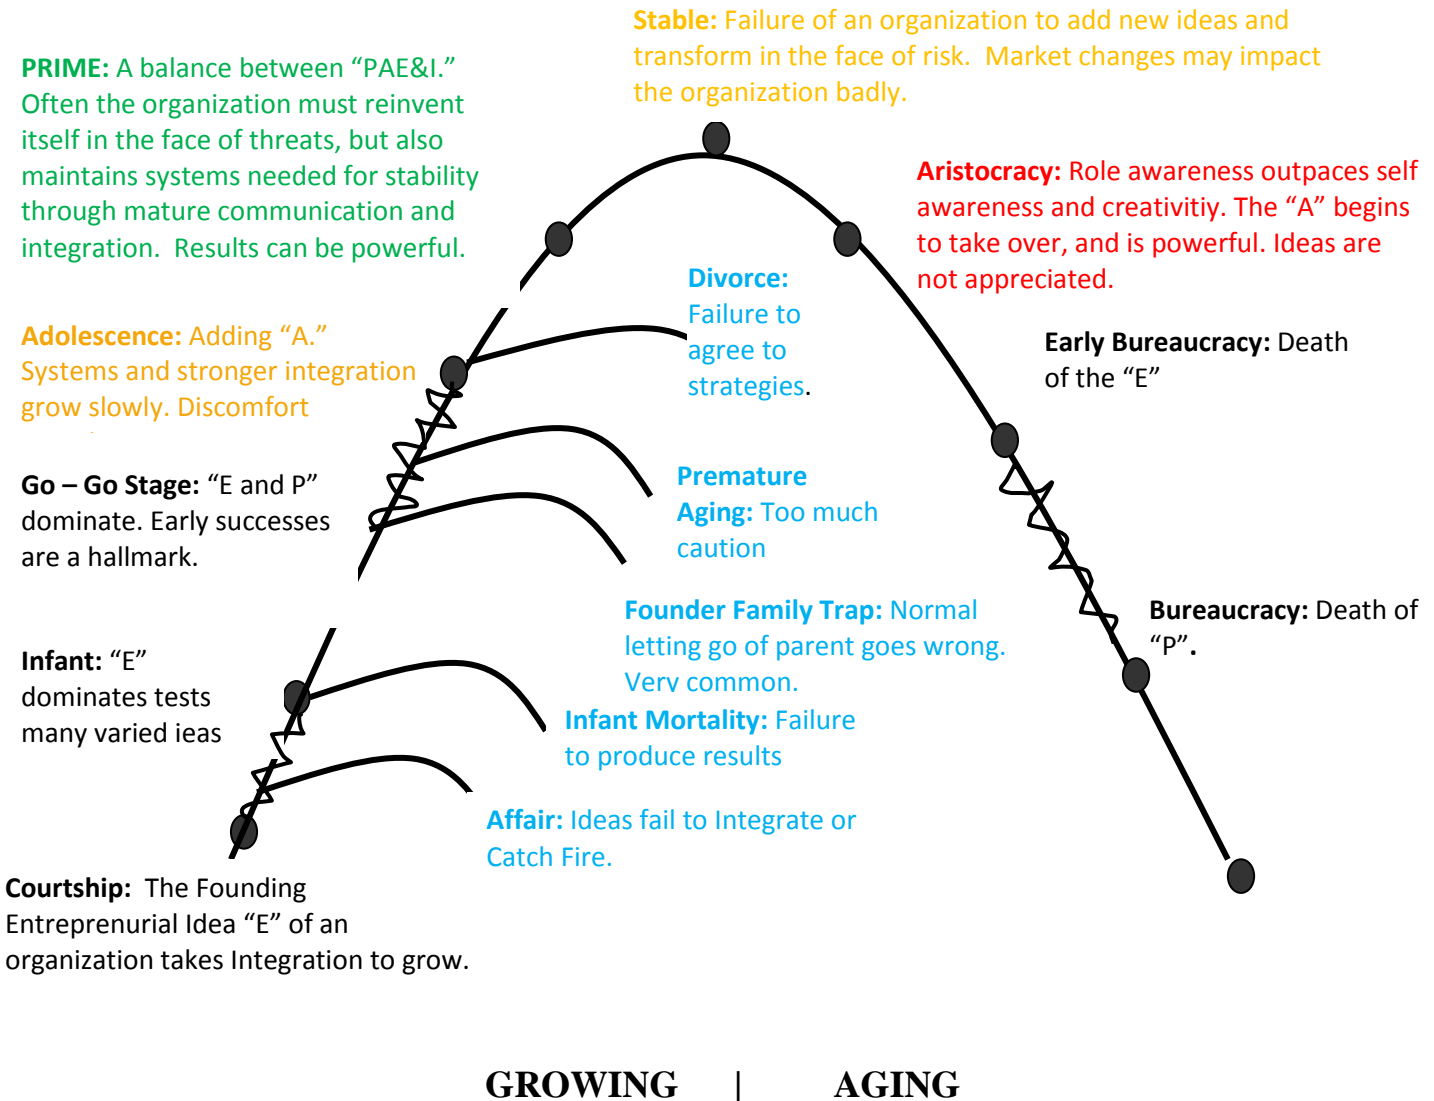 Stable: Failure of an organization to add new ideas and
transform in the face of risk.  Market changes may impact
the organization badly.
PRIME: A balance between “PAE&I.”
Often the organization must reinvent
itself in the face of threats, but also
maintains systems needed for stability
through mature communication and
integration.  Results can be powerful.
Aristocracy: Role awareness outpaces self
awareness and creativitiy. The “A” begins
to take over, and is powerful. Ideas are
not appreciated.
Divorce:
Failure to
agree to
strategies.
Adolescence: Adding “A.”
Systems and stronger integration
grow slowly. Discomfort
Early Bureaucracy: Death
of the “E”
Go – Go Stage: “E and P”
dominate. Early successes
are a hallmark.
Premature
Aging: Too much
caution
Founder Family Trap: Normal
letting go of parent goes wrong.
Very common.
Bureaucracy: Death of
“P”.
Infant: “E”
dominates tests
many varied ieas
Infant Mortality: Failure
to produce results
Affair: Ideas fail to Integrate or
Catch Fire.
Courtship:  The Founding
Entreprenurial Idea “E” of an
organization takes Integration to grow.
GROWING | AGING